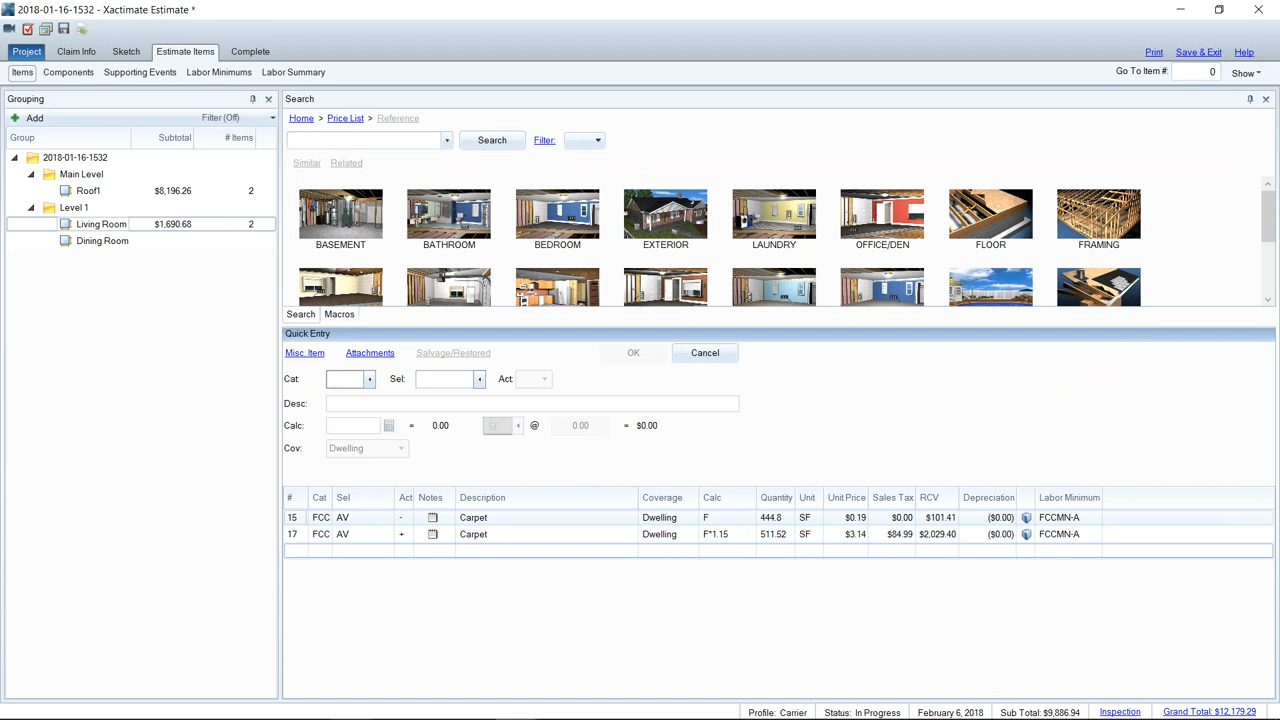 2018-01-16-1532 - Xactimate Estimate *
Project Claim Info Sketch Estimate Items Complete
Print Save & Exit Help
Items Components Supporting Events Labor Minimums Labor Summary
Go To Item #: 0 Show
Grouping
Add Filter (Off)
Group Subtotal # Items
2018-01-16-1532
Main Level
Roof1 $8,196.26 2
Level 1
Living Room $1,690.68 2
Dining Room
Search
Home > Price List > Reference
Search Filter:
Similar Related
BASEMENT BATHROOM BEDROOM EXTERIOR LAUNDRY OFFICE/DEN FLOOR FRAMING
Search Macros
Quick Entry
Misc. Item Attachments Salvage/Restored OK Cancel
Cat: Sel: Act:
Desc:
Calc: = 0.00 SF @ 0.00 = $0.00
Cov: Dwelling
# Cat Sel Act Notes Description Coverage Calc Quantity Unit Unit Price Sales Tax RCV Depreciation Labor Minimum
15 FCC AV - Carpet Dwelling F 444.8 SF $0.19 $0.00 $101.41 ($0.00) FCCMN-A
17 FCC AV + Carpet Dwelling F*1.15 511.52 SF $3.14 $84.99 $2,029.40 ($0.00) FCCMN-A
Profile: Carrier Status: In Progress February 6, 2018 Sub Total: $9,886.94 Inspection Grand Total: $12,179.29